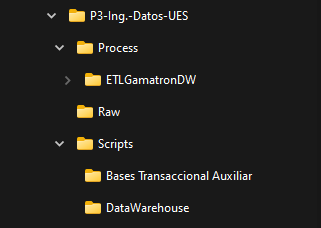 P3-Ing.-Datos-UES
Process
ETLGamatronDW
Raw
Scripts
Bases Transaccional Auxiliar
DataWarehouse